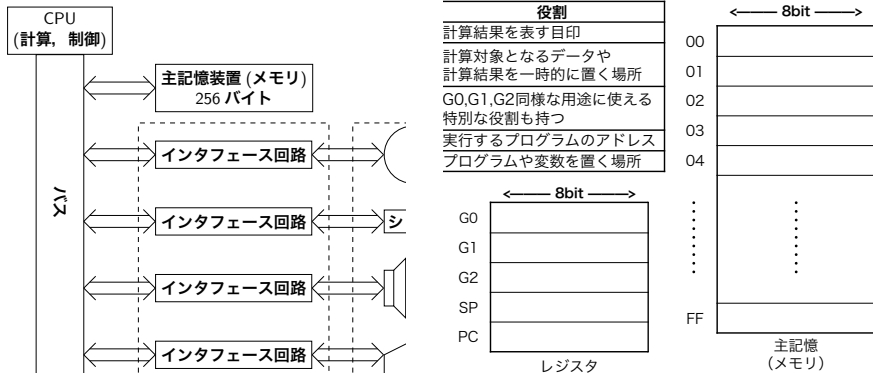 CPU
(計算，制御)
主記憶装置 (メモリ)
256 バイト
インタフェース回路
インタフェース回路
シ
インタフェース回路
インタフェース回路
バス
役割
計算結果を表す目印
計算対象となるデータや
計算結果を一時的に置く場所
G0,G1,G2同様な用途に使える
特別な役割も持つ
実行するプログラムのアドレス
プログラムや変数を置く場所
8bit
G0
G1
G2
SP
PC
レジスタ
8bit
00
01
02
03
04
FF
主記憶
（メモリ）